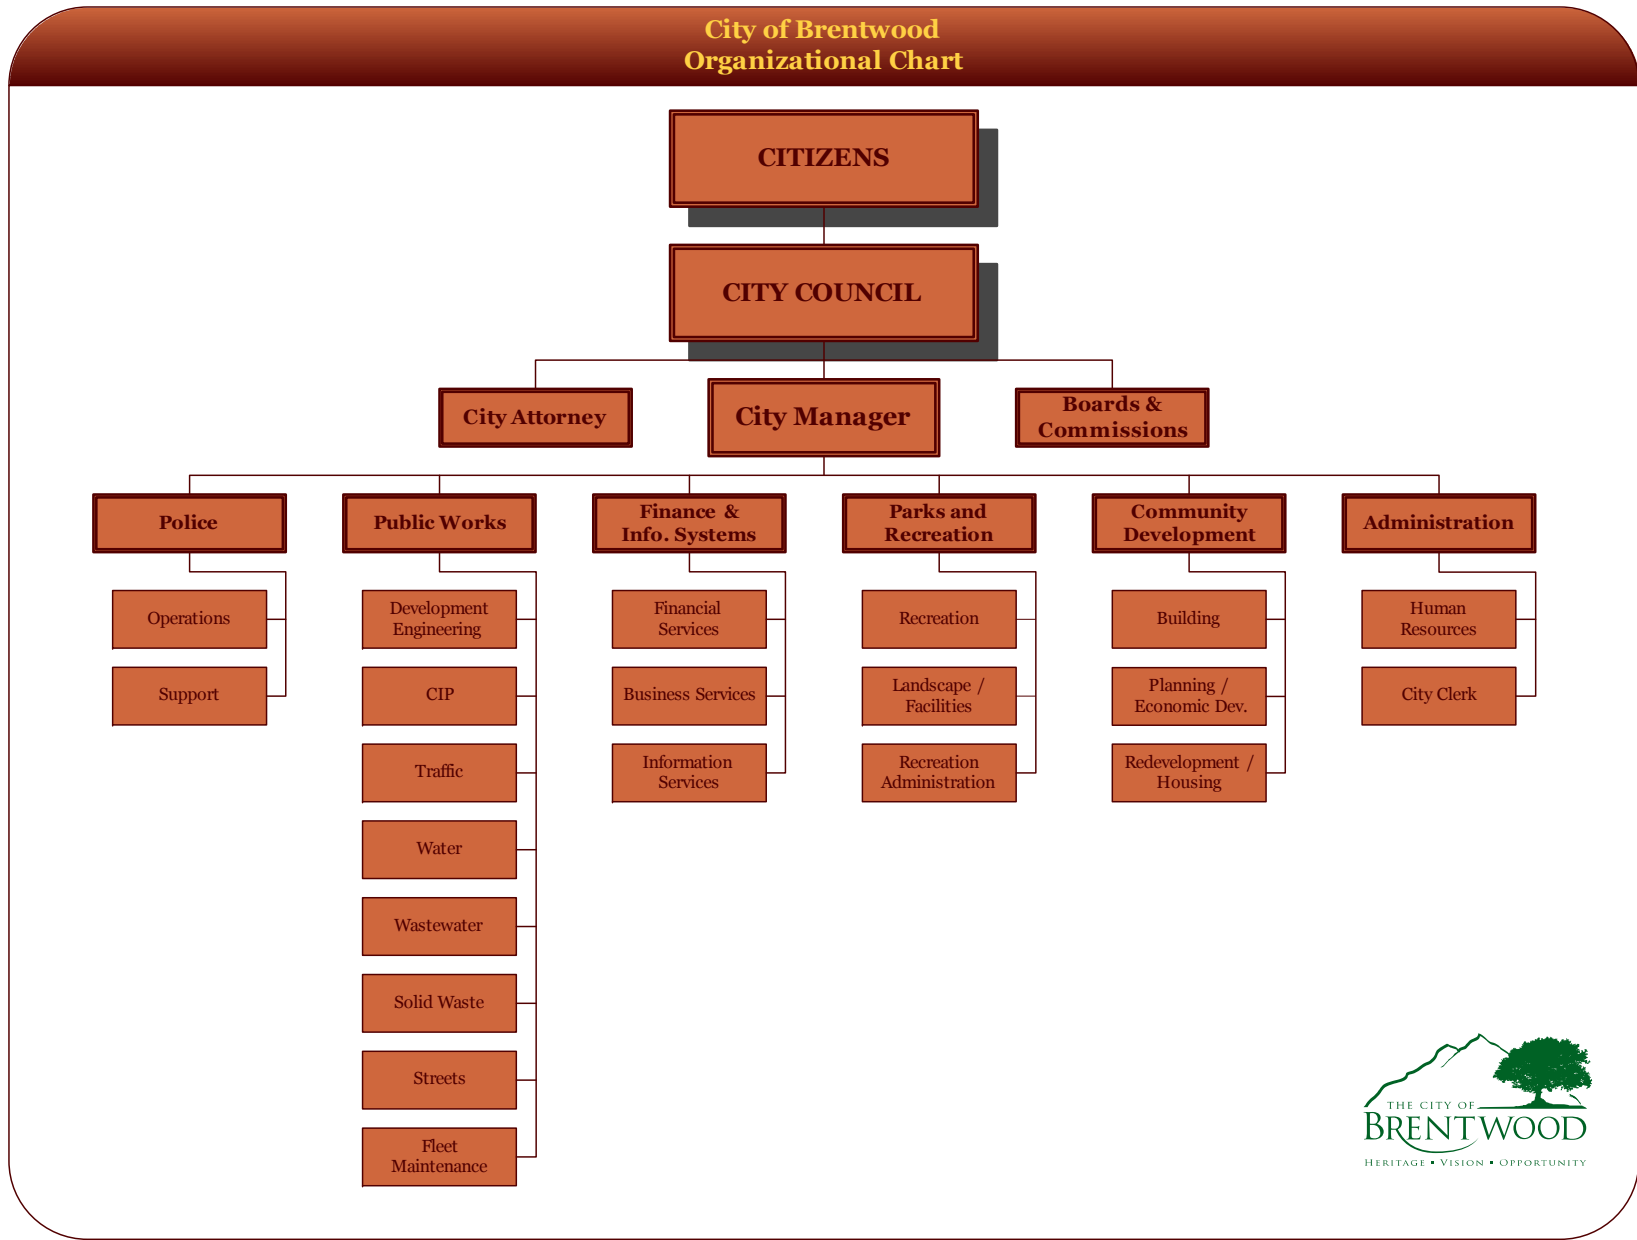 City of Brentwood
Organizational Chart
CITIZENS
CITY COUNCIL
City Attorney
City Manager
Boards &
Commissions
Police
Public Works
Finance &
Info. Systems
Parks and
Recreation
Community
Development
Administration
Operations
Support
Development
Engineering
CIP
Traffic
Water
Wastewater
Solid Waste
Streets
Fleet
Maintenance
Financial
Services
Business Services
Information
Services
Recreation
Landscape /
Facilities
Recreation
Administration
Building
Planning /
Economic Dev.
Redevelopment /
Housing
Human
Resources
City Clerk
THE CITY OF
BRENTWOOD
HERITAGE ▪ VISION ▪ OPPORTUNITY